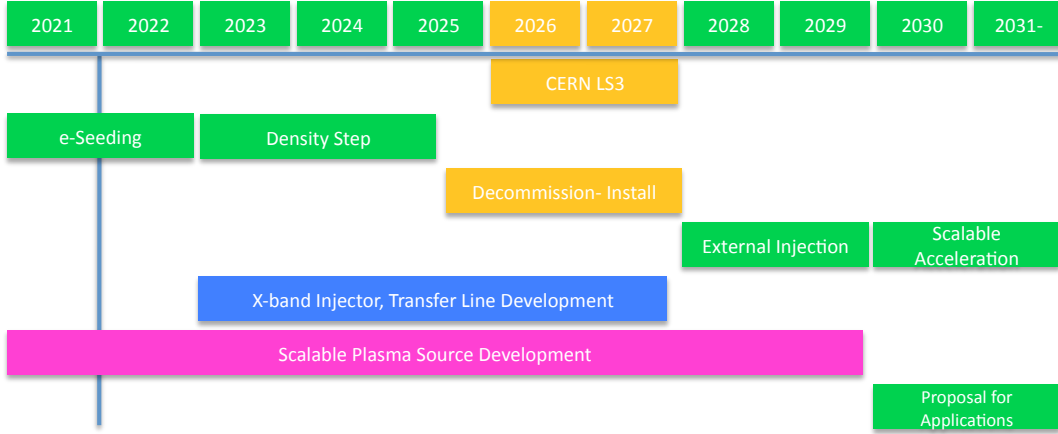 2021 2022 2023 2024 2025 2026 2027 2028 2029 2030 2031-
CERN LS3
e-Seeding Density Step
Decommission- Install
External Injection Scalable
Acceleration
X-band Injector, Transfer Line Development
Scalable Plasma Source Development
Proposal for
Applications